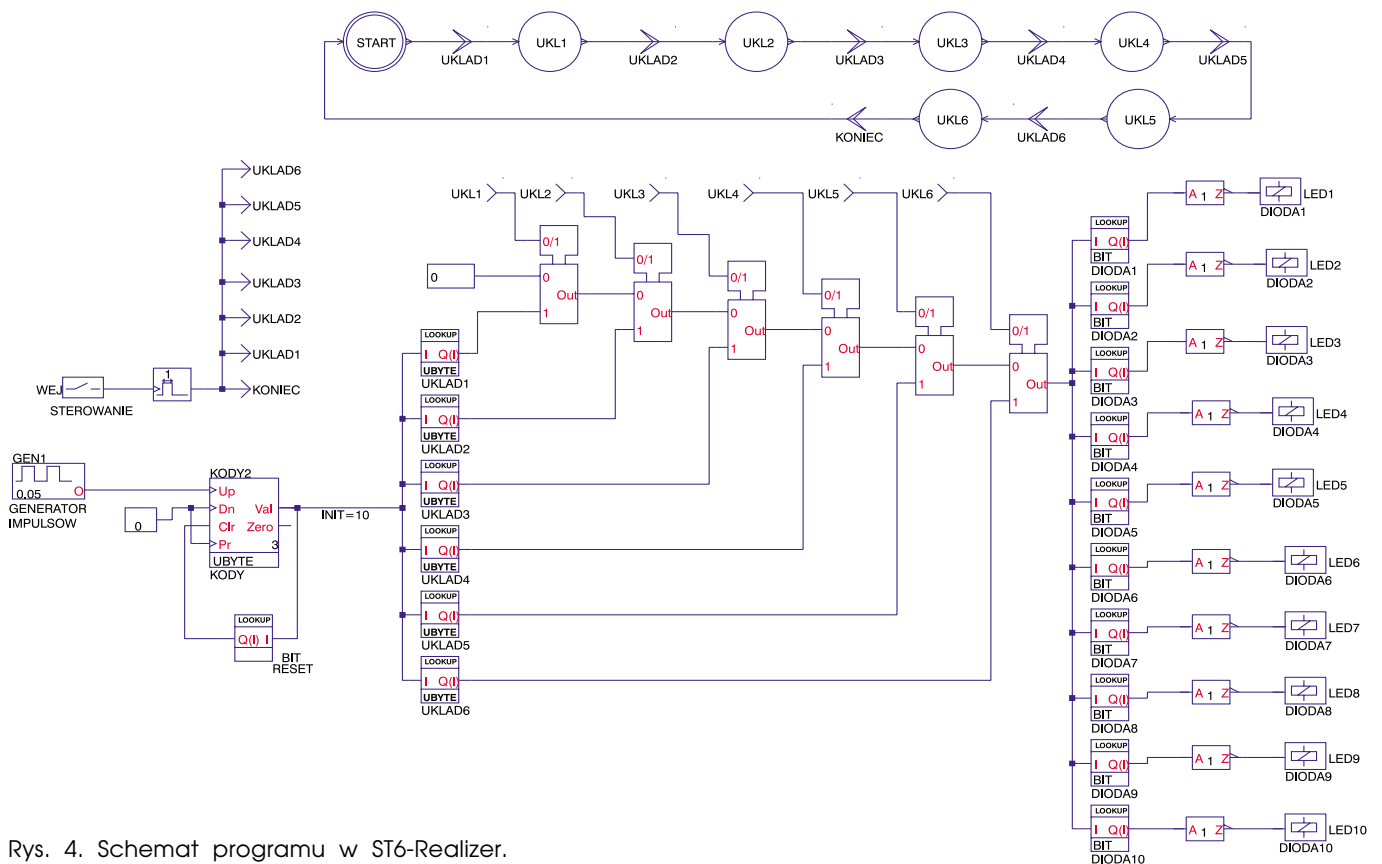 START
UKLAD1
UKL1
UKLAD2
UKL2
UKLAD3
UKL3
UKLAD4
UKL4
UKLAD5
KONIEC
UKL6
UKLAD6
UKL5
UKLAD6
UKLAD5
UKLAD4
UKLAD3
UKLAD2
UKLAD1
KONIEC
WEJ
STEROWANIE
1
GEN1
0.05 O
GENERATOR
IMPULSOW
0
KODY2
Up
Dn Val
Clr Zero
Pr 3
UBYTE
KODY
LOOKUP
Q(I) I
BIT
RESET
INIT=10
UKL1 UKL2 UKL3 UKL4 UKL5 UKL6
0
0/1
0
Out
1
0/1
0
Out
1
0/1
0
Out
1
0/1
0
Out
1
0/1
0
Out
1
0/1
0
Out
1
LOOKUP
I Q(I)
UBYTE
UKLAD1
LOOKUP
I Q(I)
UBYTE
UKLAD2
LOOKUP
I Q(I)
UBYTE
UKLAD3
LOOKUP
I Q(I)
UBYTE
UKLAD4
LOOKUP
I Q(I)
UBYTE
UKLAD5
LOOKUP
I Q(I)
UBYTE
UKLAD6
LOOKUP
I Q(I)
BIT
DIODA1
A 1 Z
LED1
DIODA1
LOOKUP
I Q(I)
BIT
DIODA2
A 1 Z
LED2
DIODA2
LOOKUP
I Q(I)
BIT
DIODA3
A 1 Z
LED3
DIODA3
LOOKUP
I Q(I)
BIT
DIODA4
A 1 Z
LED4
DIODA4
LOOKUP
I Q(I)
BIT
DIODA5
A 1 Z
LED5
DIODA5
LOOKUP
I Q(I)
BIT
DIODA6
A 1 Z
LED6
DIODA6
LOOKUP
I Q(I)
BIT
DIODA7
A 1 Z
LED7
DIODA7
LOOKUP
I Q(I)
BIT
DIODA8
A 1 Z
LED8
DIODA8
LOOKUP
I Q(I)
BIT
DIODA9
A 1 Z
LED9
DIODA9
LOOKUP
I Q(I)
BIT
DIODA10
A 1 Z
LED10
DIODA10
Rys. 4. Schemat programu w ST6-Realizer.